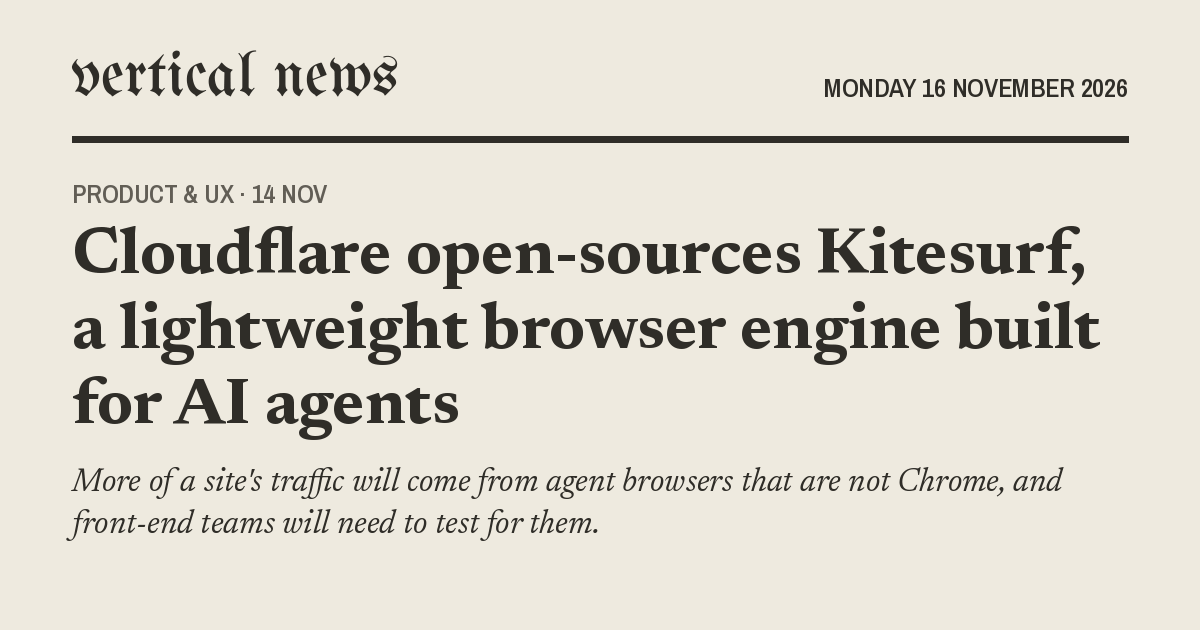 vertical news
MONDAY 16 NOVEMBER 2026
PRODUCT & UX · 14 NOV
Cloudflare open-sources Kitesurf,
a lightweight browser engine built
for AI agents
More of a site's traffic will come from agent browsers that are not Chrome, and
front-end teams will need to test for them.